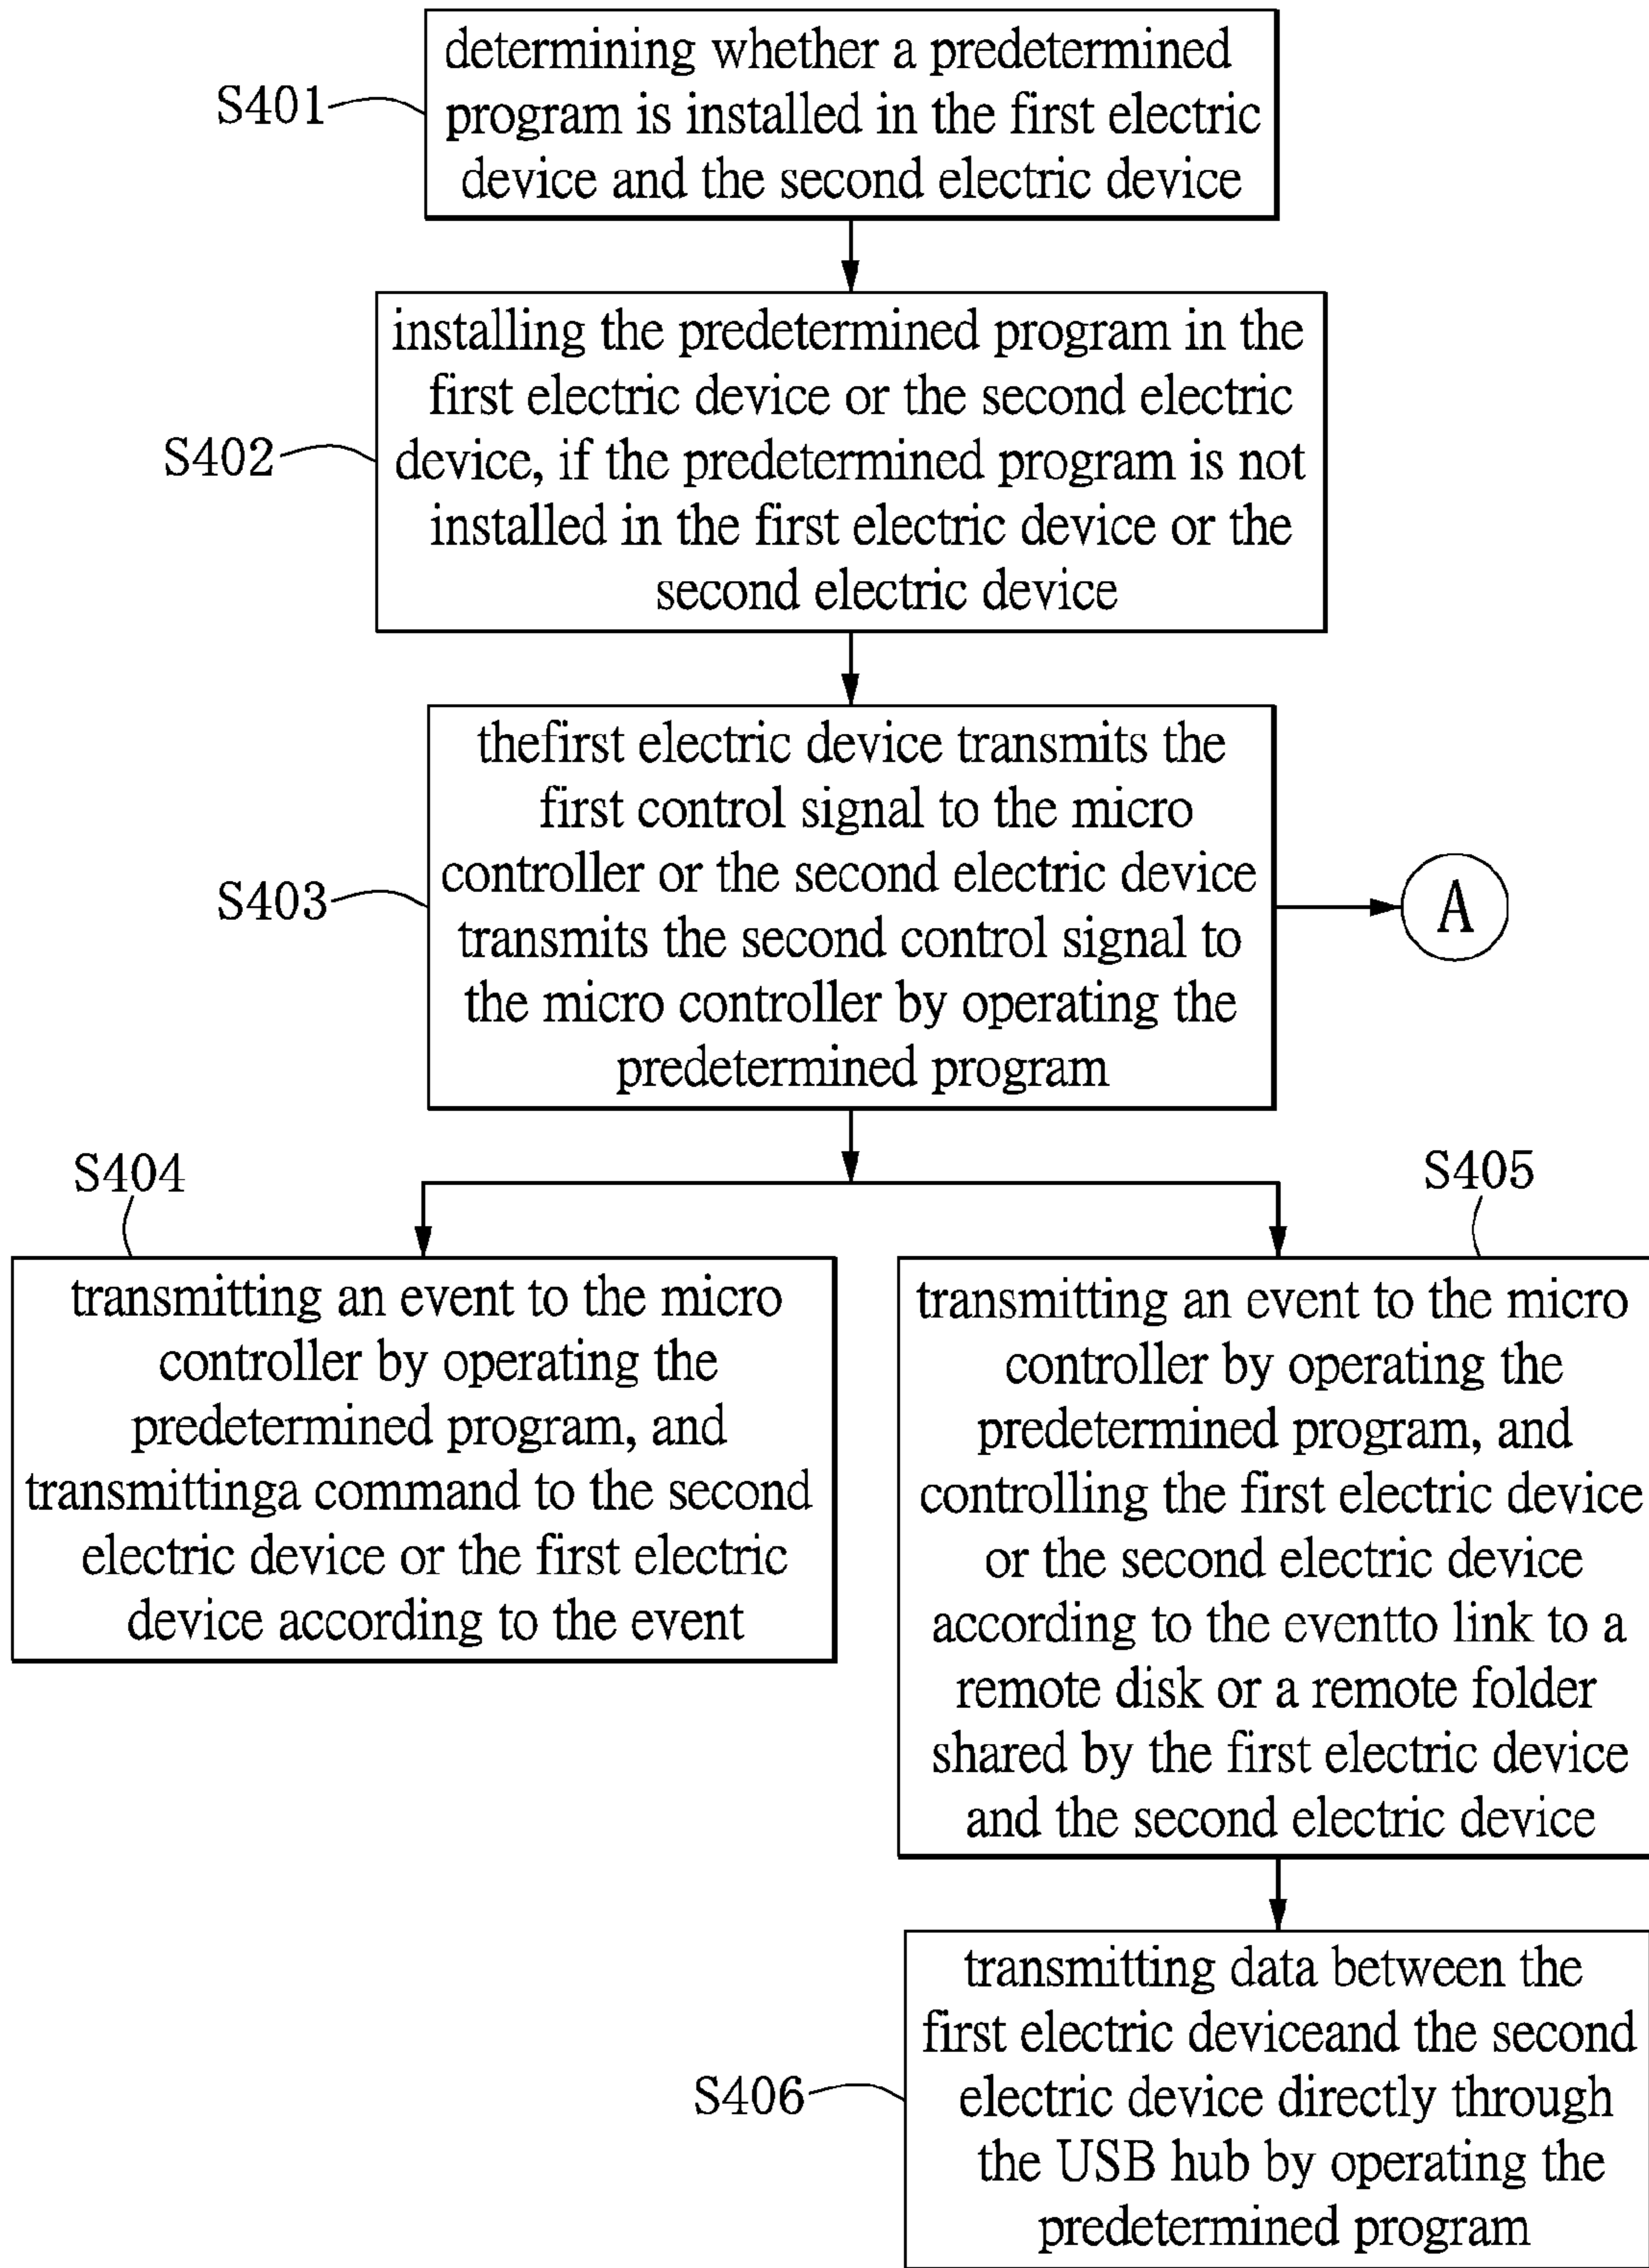 S401
determining whether a predetermined
program is installed in the first electric
device and the second electric device
S402
installing the predetermined program in the
first electric device or the second electric
device, if the predetermined program is not
installed in the first electric device or the
second electric device
S403
thefirst electric device transmits the
first control signal to the micro
controller or the second electric device
transmits the second control signal to
the micro controller by operating the
predetermined program
A
S404
transmitting an event to the micro
controller by operating the
predetermined program, and
transmittinga command to the second
electric device or the first electric
device according to the event
S405
transmitting an event to the micro
controller by operating the
predetermined program, and
controlling the first electric device
or the second electric device
according to the eventto link to a
remote disk or a remote folder
shared by the first electric device
and the second electric device
S406
transmitting data between the
first electric deviceand the second
electric device directly through
the USB hub by operating the
predetermined program